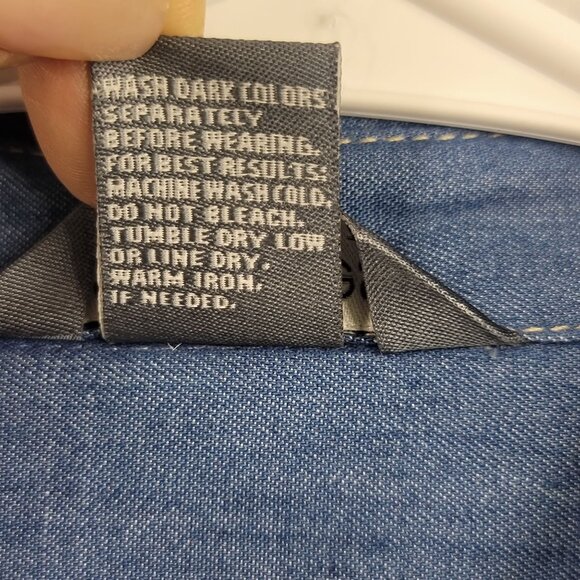 WASH DARK COLORS
SEPARATELY
BEFORE WEARING.
FOR BEST RESULTS:
MACHINE WASH COLD.
DO NOT BLEACH.
TUMBLE DRY LOW
OR LINE DRY.
WARM IRON,
IF NEEDED.